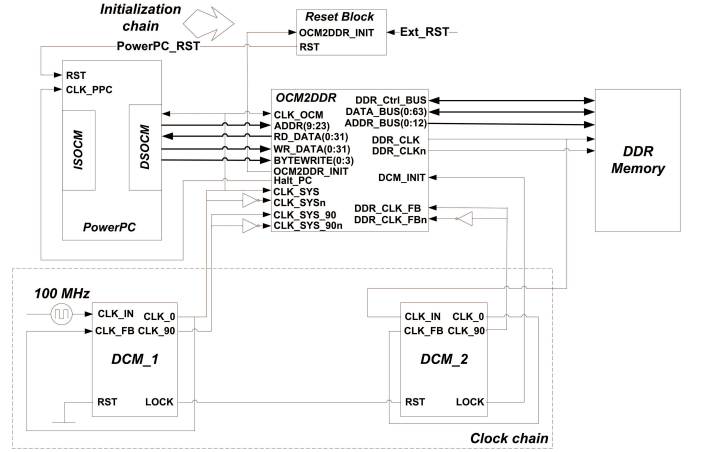 Initialization
chain
Reset Block
OCM2DDR_INIT
Ext_RST
PowerPC_RST
RST
RST
CLK_PPC
ISOCM
DSOCM
PowerPC
OCM2DDR
CLK_OCM
ADDR(9:23)
RD_DATA(0:31)
WR_DATA(0:31)
BYTEWRITE(0:3)
OCM2DDR_INIT
Halt_PC
CLK_SYS
CLK_SYSn
CLK_SYS_90
CLK_SYS_90n
DDR_Ctrl_BUS
DATA_BUS(0:63)
ADDR_BUS(0:12)
DDR_CLK
DDR_CLKn
DCM_INIT
DDR_CLK_FB
DDR_CLK_FBn
DDR
Memory
100 MHz
CLK_IN CLK_0
CLK_FB CLK_90
DCM_1
RST LOCK
CLK_IN CLK_0
CLK_FB CLK_90
DCM_2
RST LOCK
Clock chain